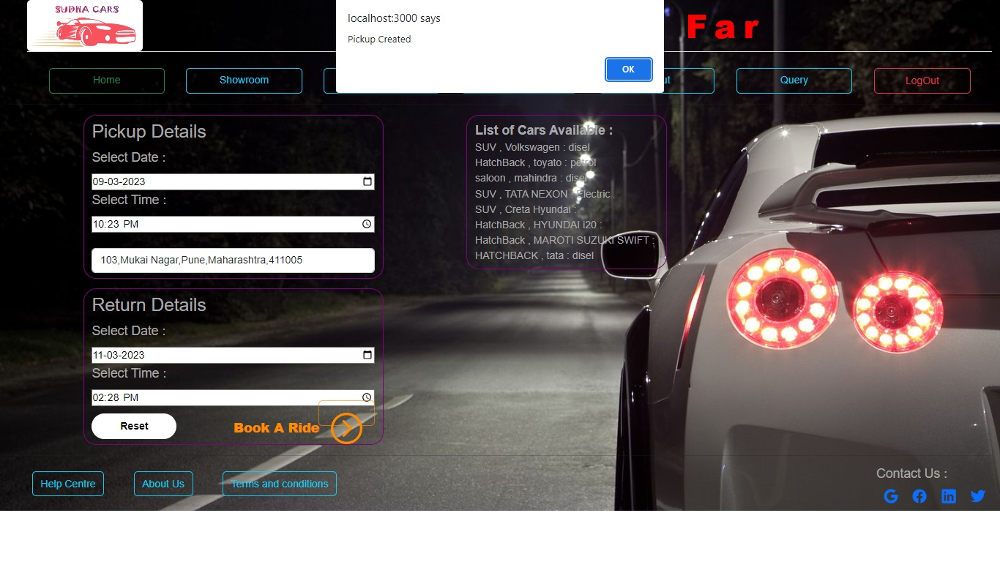 SUDHA CARS
localhost:3000 says
Pickup Created
OK
Far
Home
Showroom
ut
Query
LogOut
Pickup Details
Select Date :
09-03-2023
Select Time :
10:23 PM
103,Mukai Nagar,Pune,Maharashtra,411005
List of Cars Available :
SUV , Volkswagen : disel
HatchBack , toyato : petrol
saloon , mahindra : disel
SUV , TATA NEXON : Electric
SUV , Creta Hyundai :
HatchBack , HYUNDAI i20 :
HatchBack , MAROTI SUZUKI SWIFT :
HATCHBACK , tata : disel
Return Details
Select Date :
11-03-2023
Select Time :
02:28 PM
Reset
Book A Ride
Help Centre
About Us
Terms and conditions
Contact Us :